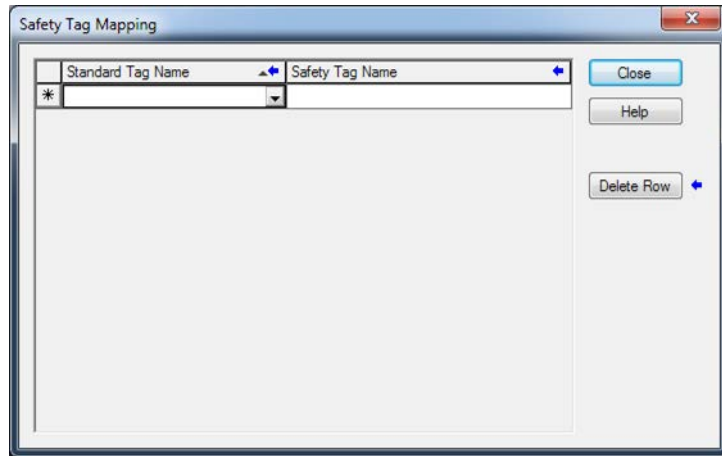 Safety Tag Mapping
Standard Tag Name Safety Tag Name
Close
Help
Delete Row